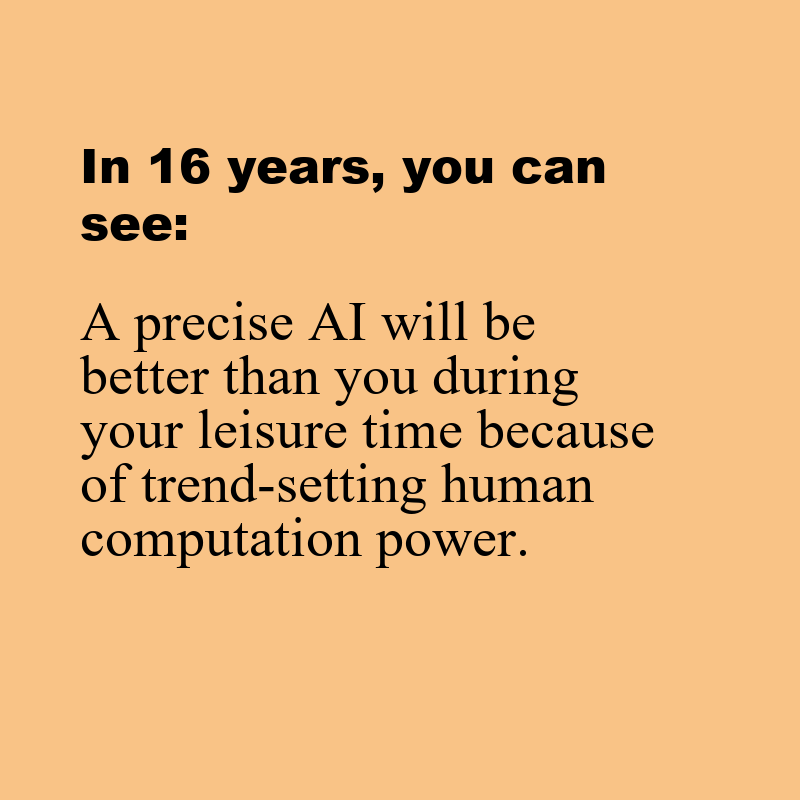 In 16 years, you can
see:
A precise AI will be
better than you during
your leisure time because
of trend-setting human
computation power.